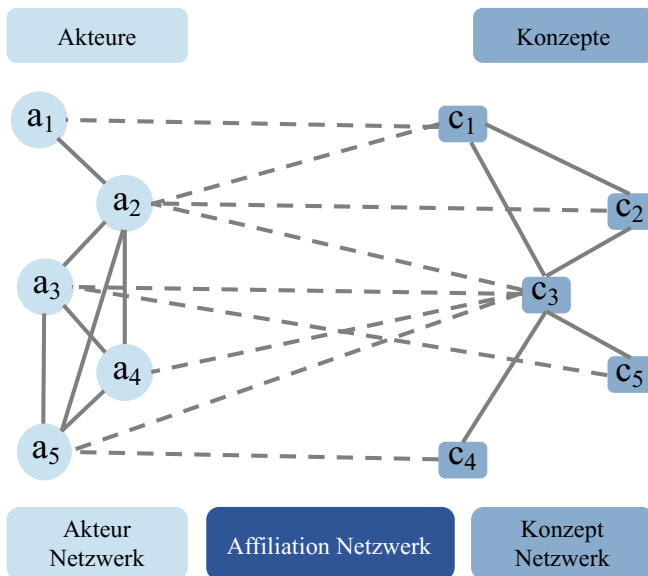 Akteure
Konzepte
a1
c1
a2
c2
a3
c3
a4
c5
a5
c4
Akteur
Netzwerk
Affiliation Netzwerk
Konzept
Netzwerk